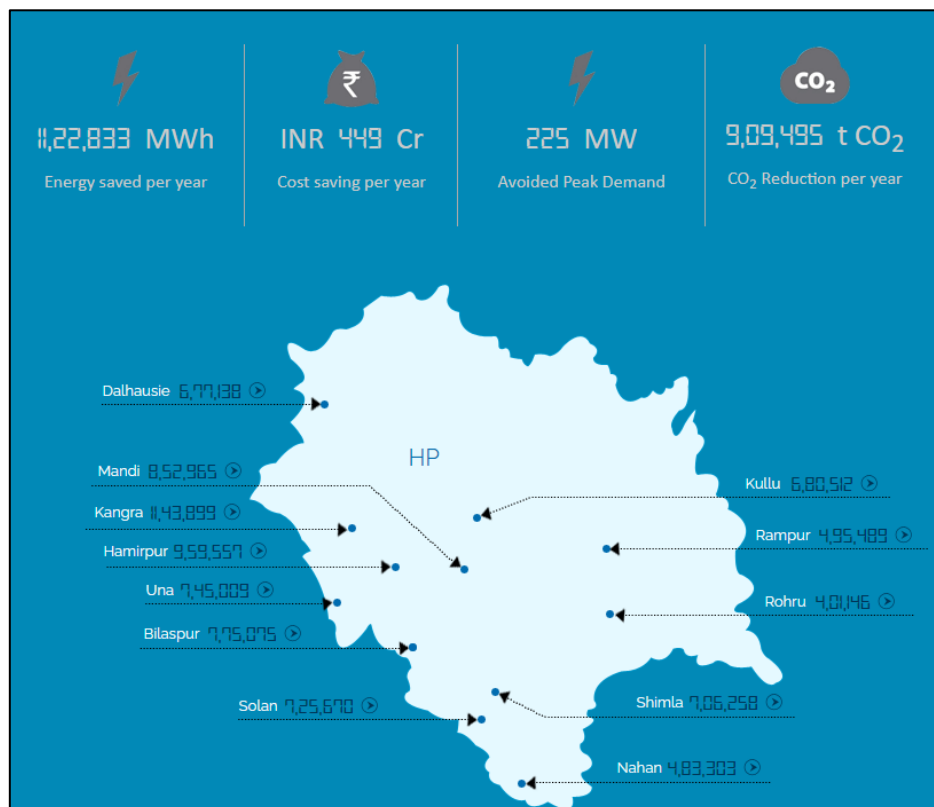 ₹
CO₂
11,22,833 MWh
INR 449 Cr
225 MW
9,09,495 t CO₂
Energy saved per year
Cost saving per year
Avoided Peak Demand
CO₂ Reduction per year
Dalhausie 6,77,138
HP
Mandi 8,52,965
Kullu 6,80,512
Kangra 11,43,899
Rampur 4,95,489
Hamirpur 9,59,557
Una 7,45,009
Rohru 4,01,146
Bilaspur 7,75,075
Solan 7,25,670
Shimla 7,06,258
Nahan 4,83,303